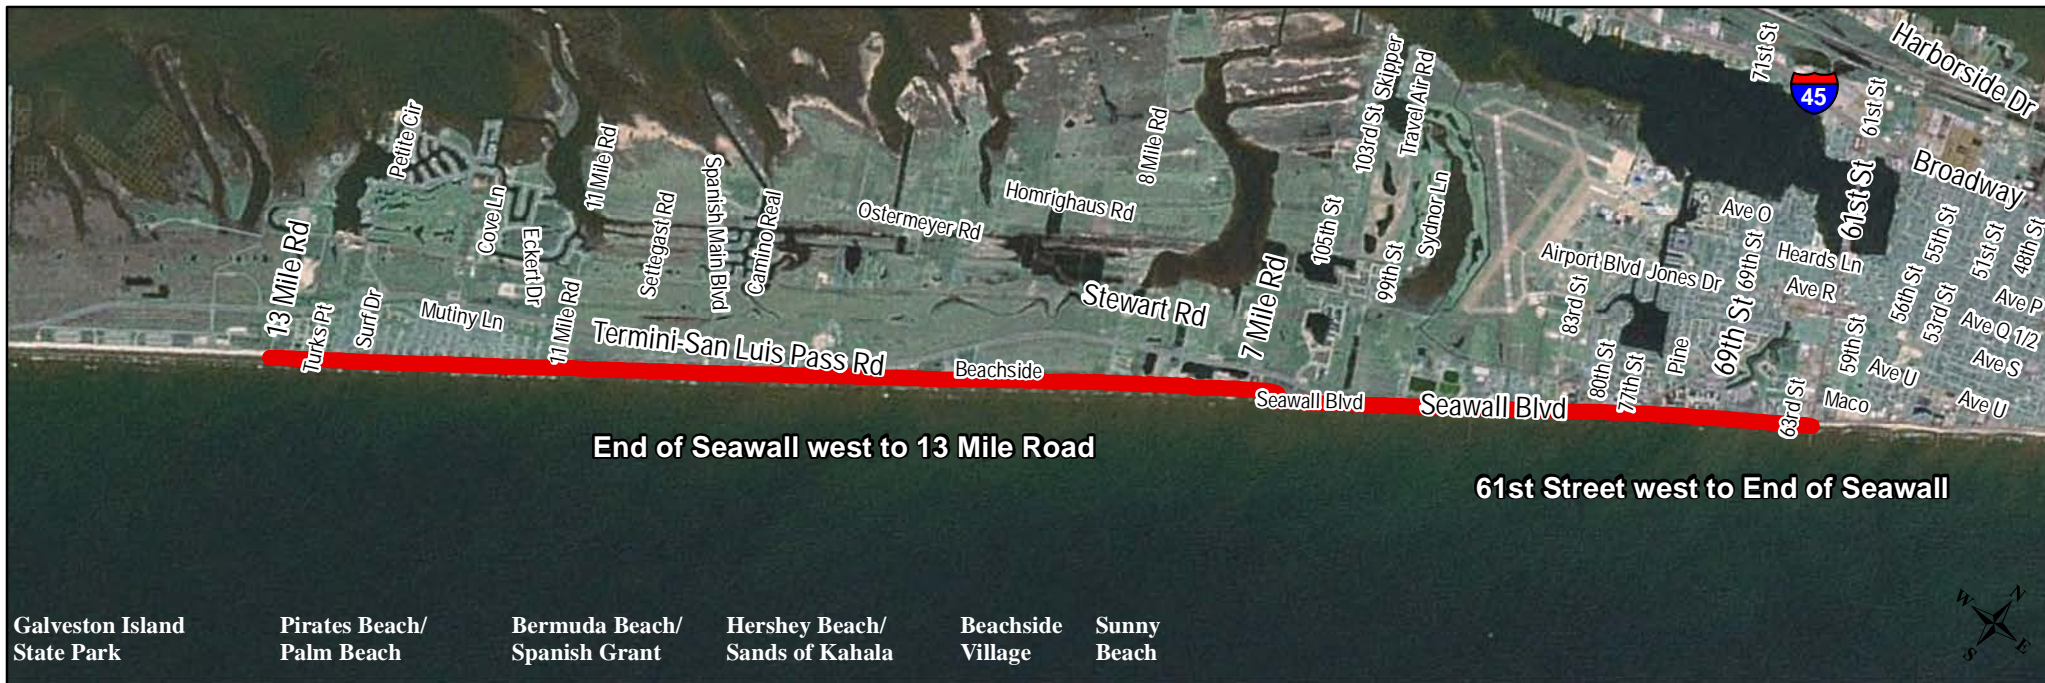 Harborside Dr
71st St
45
61st St
Broadway
61st St
Skipper
Travel Air Rd
103rd St
8 Mile Rd
Petite Cir
11 Mile Rd
Spanish Main Blvd
Settegast Rd
Camino Real
Cove Ln
Eckert Dr
Ostermeyer Rd
Homrighaus Rd
105th St
99th St
Sydnor Ln
Ave O
69th St
Heards Ln
55th St
51st St
48th St
Airport Blvd
Jones Dr
Ave R
56th St
53rd St
Ave P
Ave Q 1/2
Ave S
13 Mile Rd
Turks Pt
Surf Dr
Mutiny Ln
11 Mile Rd
Termini-San Luis Pass Rd
Stewart Rd
7 Mile Rd
83rd St
80th St
77th St
Pine
69th St
59th St
Ave U
Ave U
Maco
63rd St
Beachside
Seawall Blvd
Seawall Blvd
End of Seawall west to 13 Mile Road
61st Street west to End of Seawall
N
W
E
S
Galveston Island
State Park
Pirates Beach/
Palm Beach
Bermuda Beach/
Spanish Grant
Hershey Beach/
Sands of Kahala
Beachside
Village
Sunny
Beach